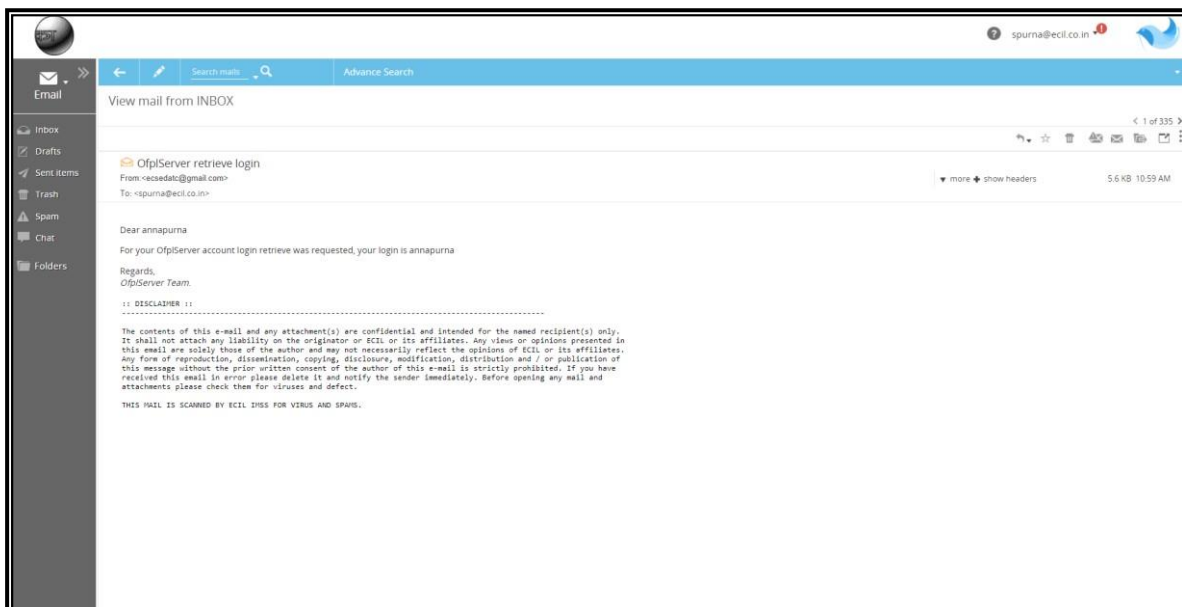 spurna@ecil.co.in
Email
Search mails
Advance Search
View mail from INBOX
< 1 of 335 >
Inbox
Drafts
Sent items
Trash
Spam
Chat
Folders
OfplServer retrieve login
From:<ecsedatc@gmail.com>
more show headers
5.6 KB 10:59 AM
To: <spurna@ecil.co.in>
Dear annapurna
For your OfplServer account login retrieve was requested, your login is annapurna
Regards,
OfplServer Team.
:: DISCLAIMER ::
The contents of this e-mail and any attachment(s) are confidential and intended for the named recipient(s) only.
It shall not attach any liability on the originator or ECIL or its affiliates. Any views or opinions presented in
this email are solely those of the author and may not necessarily reflect the opinions of ECIL or its affiliates.
Any form of reproduction, dissemination, copying, disclosure, modification, distribution and / or publication of
this message without the prior written consent of the author of this e-mail is strictly prohibited. If you have
received this email in error please delete it and notify the sender immediately. Before opening any mail and
attachments please check them for viruses and defect.
THIS MAIL IS SCANNED BY ECIL IMSS FOR VIRUS AND SPAMS.